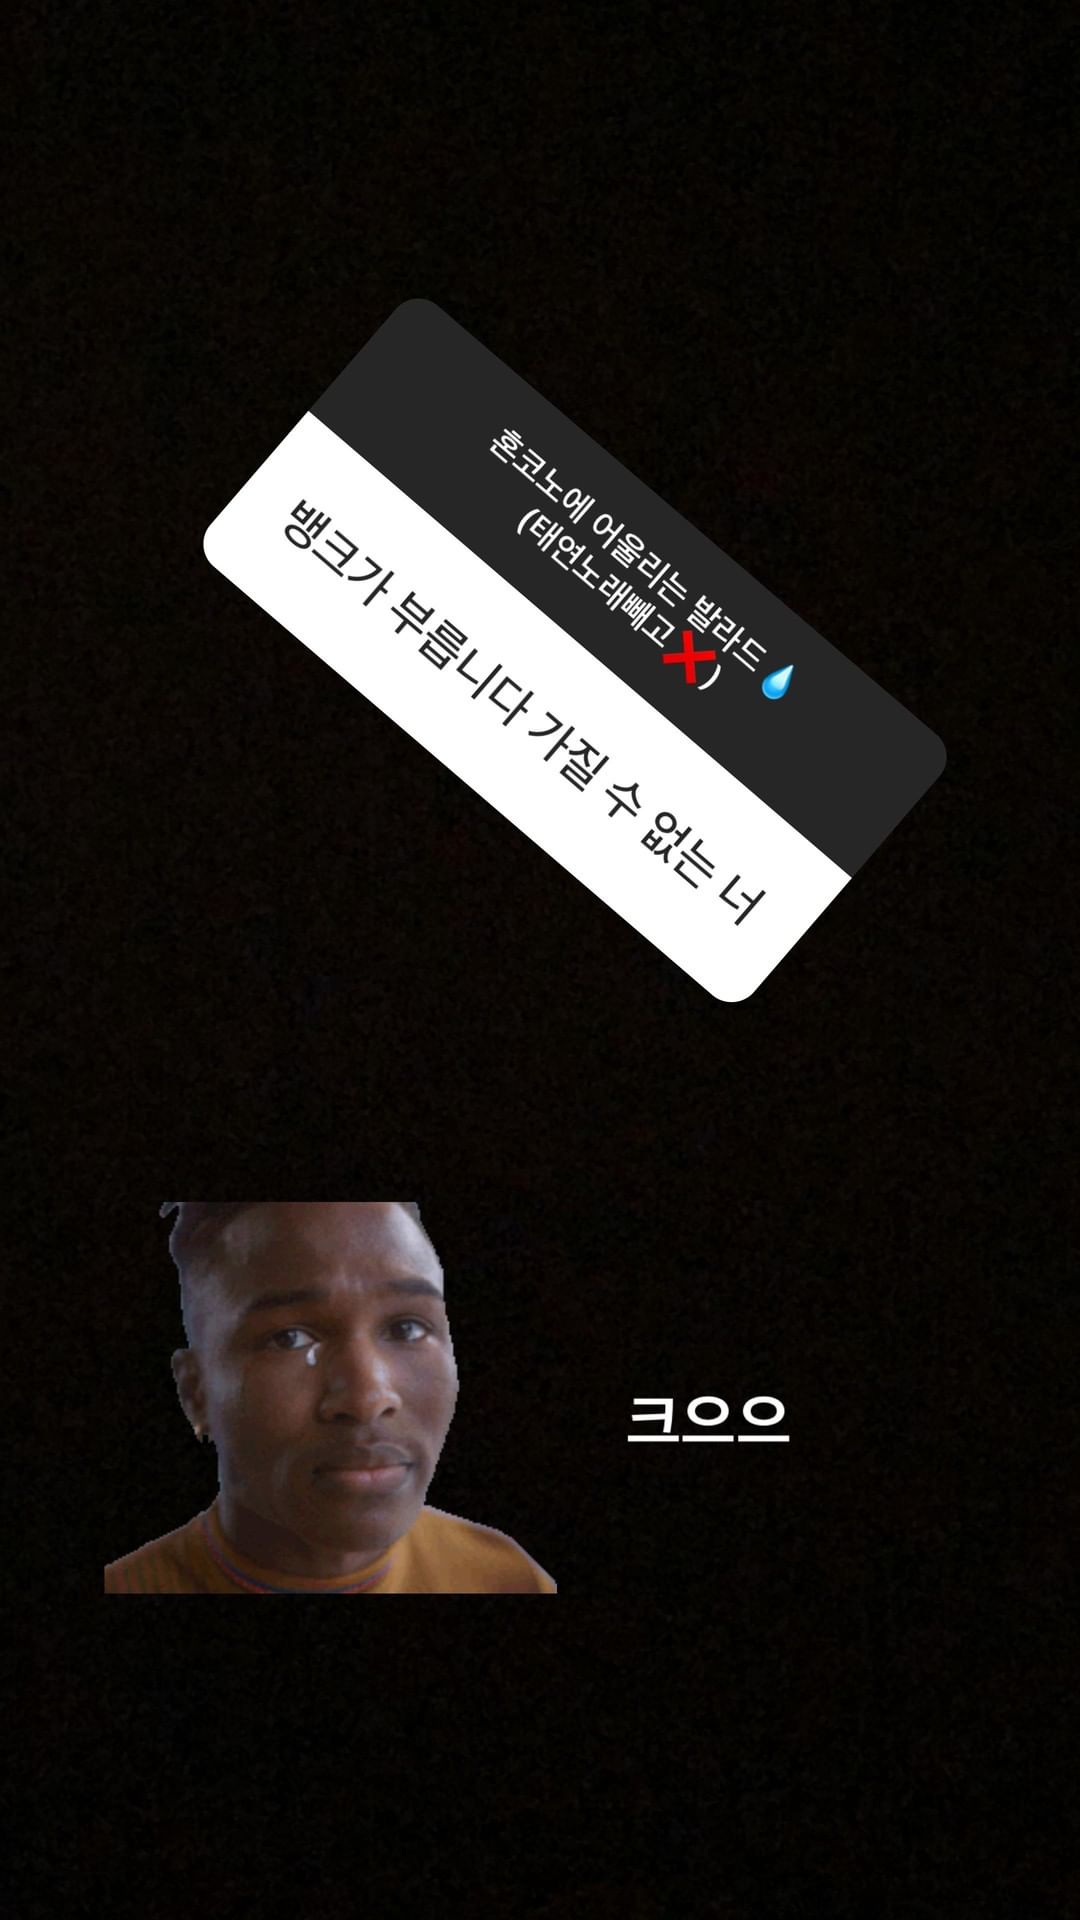 혼코노에 어울리는 발라드💧
(태연노래빼고❌)
뱅크가 부릅니다 가질 수 없는 너
크으으